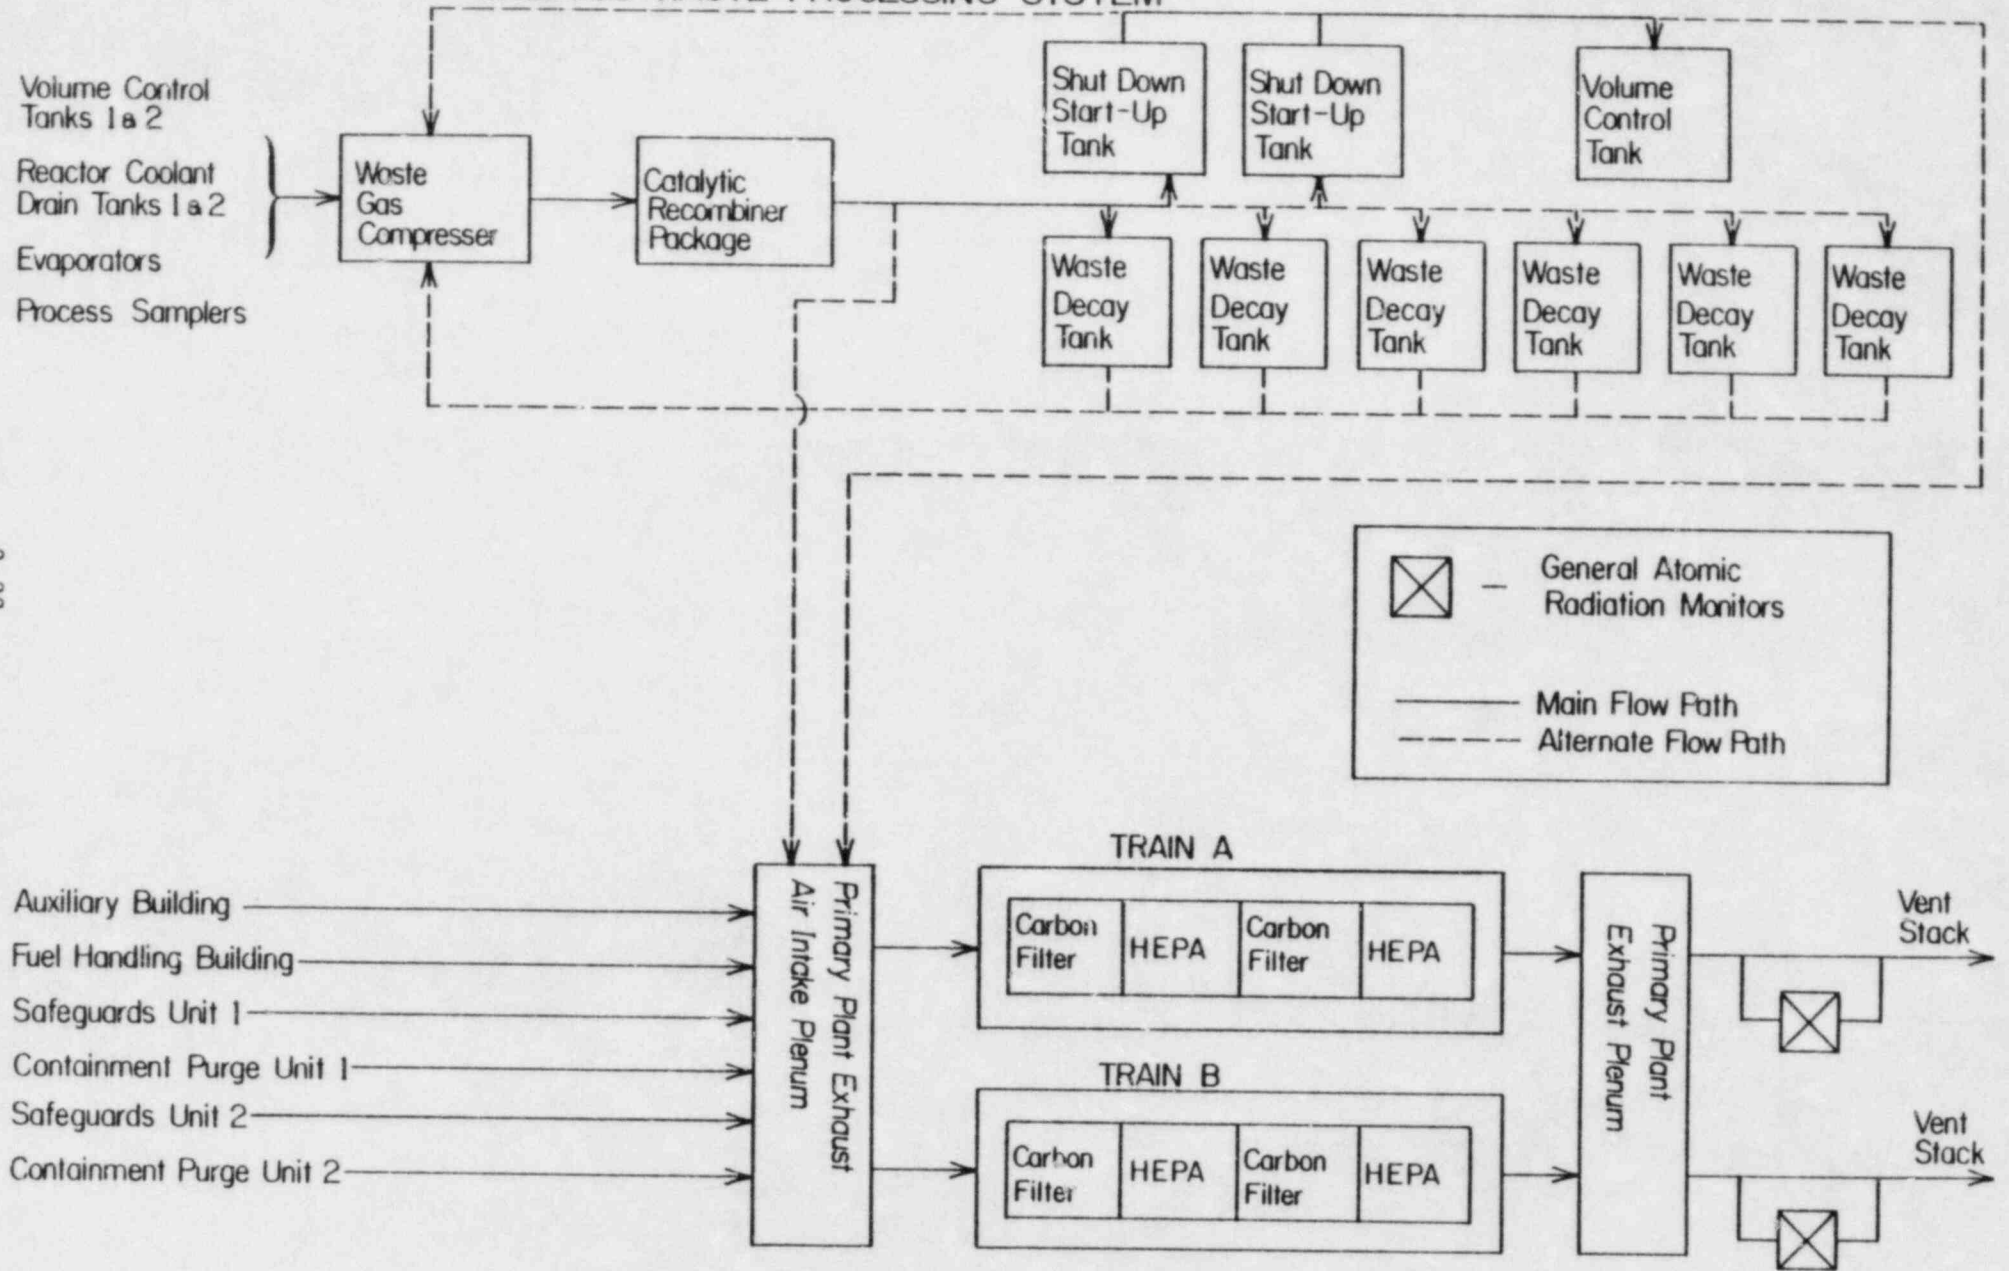 WASTE PROCESSING SYSTEM
Volume Control
Tanks 1 & 2
Reactor Coolant
Drain Tanks 1 & 2
Evaporators
Process Samplers
Waste
Gas
Compresser
Catalytic
Recombiner
Package
Shut Down
Start-Up
Tank
Shut Down
Start-Up
Tank
Volume
Control
Tank
Waste
Decay
Tank
Waste
Decay
Tank
Waste
Decay
Tank
Waste
Decay
Tank
Waste
Decay
Tank
Waste
Decay
Tank
— General Atomic
Radiation Monitors
Main Flow Path
Alternate Flow Path
Auxiliary Building
Fuel Handling Building
Safeguards Unit 1
Containment Purge Unit 1
Safeguards Unit 2
Containment Purge Unit 2
Primary Plant Exhaust
Air Intake Plenum
TRAIN A
Carbon
Filter
HEPA
Carbon
Filter
HEPA
TRAIN B
Carbon
Filter
HEPA
Carbon
Filter
HEPA
Primary Plant
Exhaust Plenum
Vent
Stack
Vent
Stack